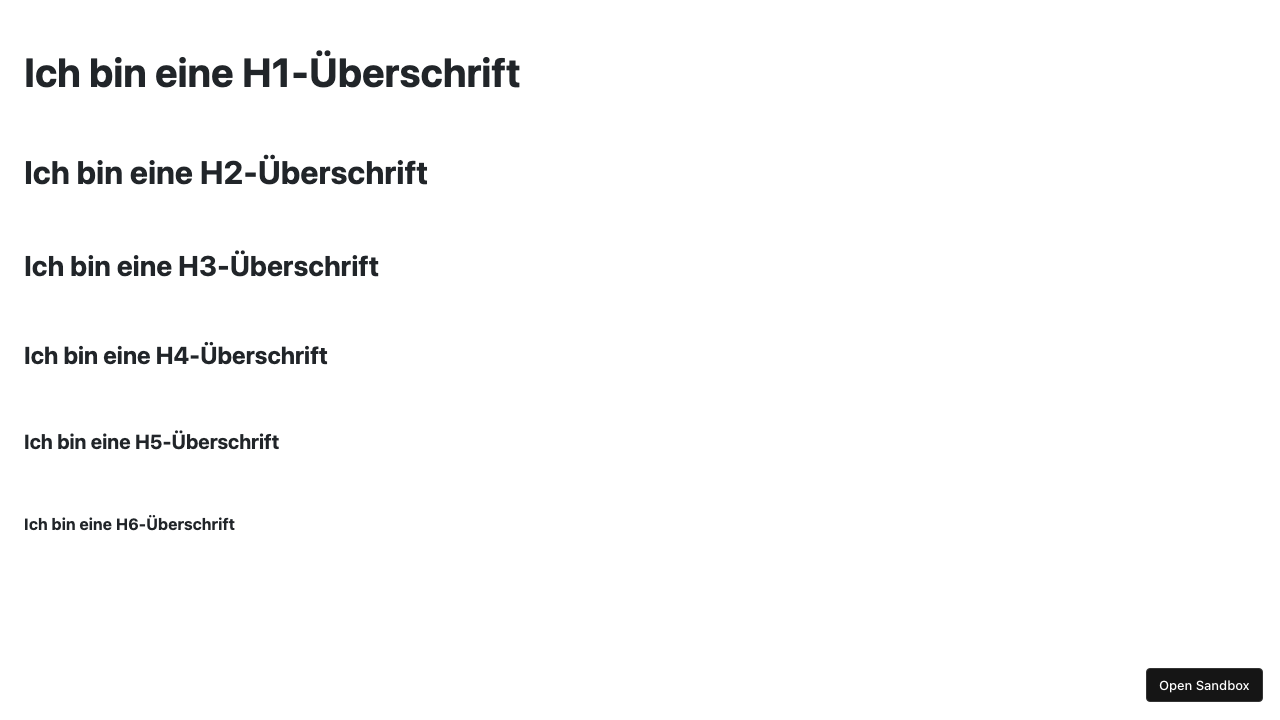 Ich bin eine H1-Überschrift
Ich bin eine H2-Überschrift
Ich bin eine H3-Überschrift
Ich bin eine H4-Überschrift
Ich bin eine H5-Überschrift
Ich bin eine H6-Überschrift
Open Sandbox